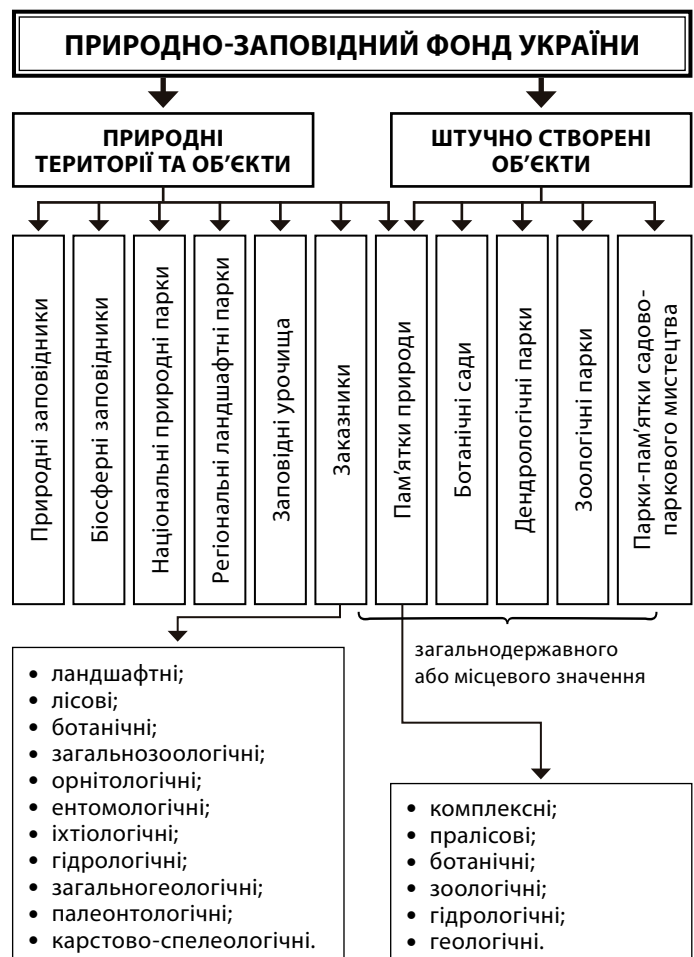 ПРИРОДНО-ЗАПОВІДНИЙ ФОНД УКРАЇНИ
ПРИРОДНІ
ТЕРИТОРІЇ ТА ОБ’ЄКТИ
ШТУЧНО СТВОРЕНІ
ОБ’ЄКТИ
Природні заповідники
Біосферні заповідники
Національні природні парки
Регіональні ландшафтні парки
Заповідні урочища
Заказники
Пам’ятки природи
Ботанічні сади
Дендрологічні парки
Зоологічні парки
Парки-пам’ятки садово-
паркового мистецтва
загальнодержавного
або місцевого значення
• ландшафтні;
• лісові;
• ботанічні;
• загальнозоологічні;
• орнітологічні;
• ентомологічні;
• іхтіологічні;
• гідрологічні;
• загальногеологічні;
• палеонтологічні;
• карстово-спелеологічні.
• комплексні;
• пралісові;
• ботанічні;
• зоологічні;
• гідрологічні;
• геологічні.